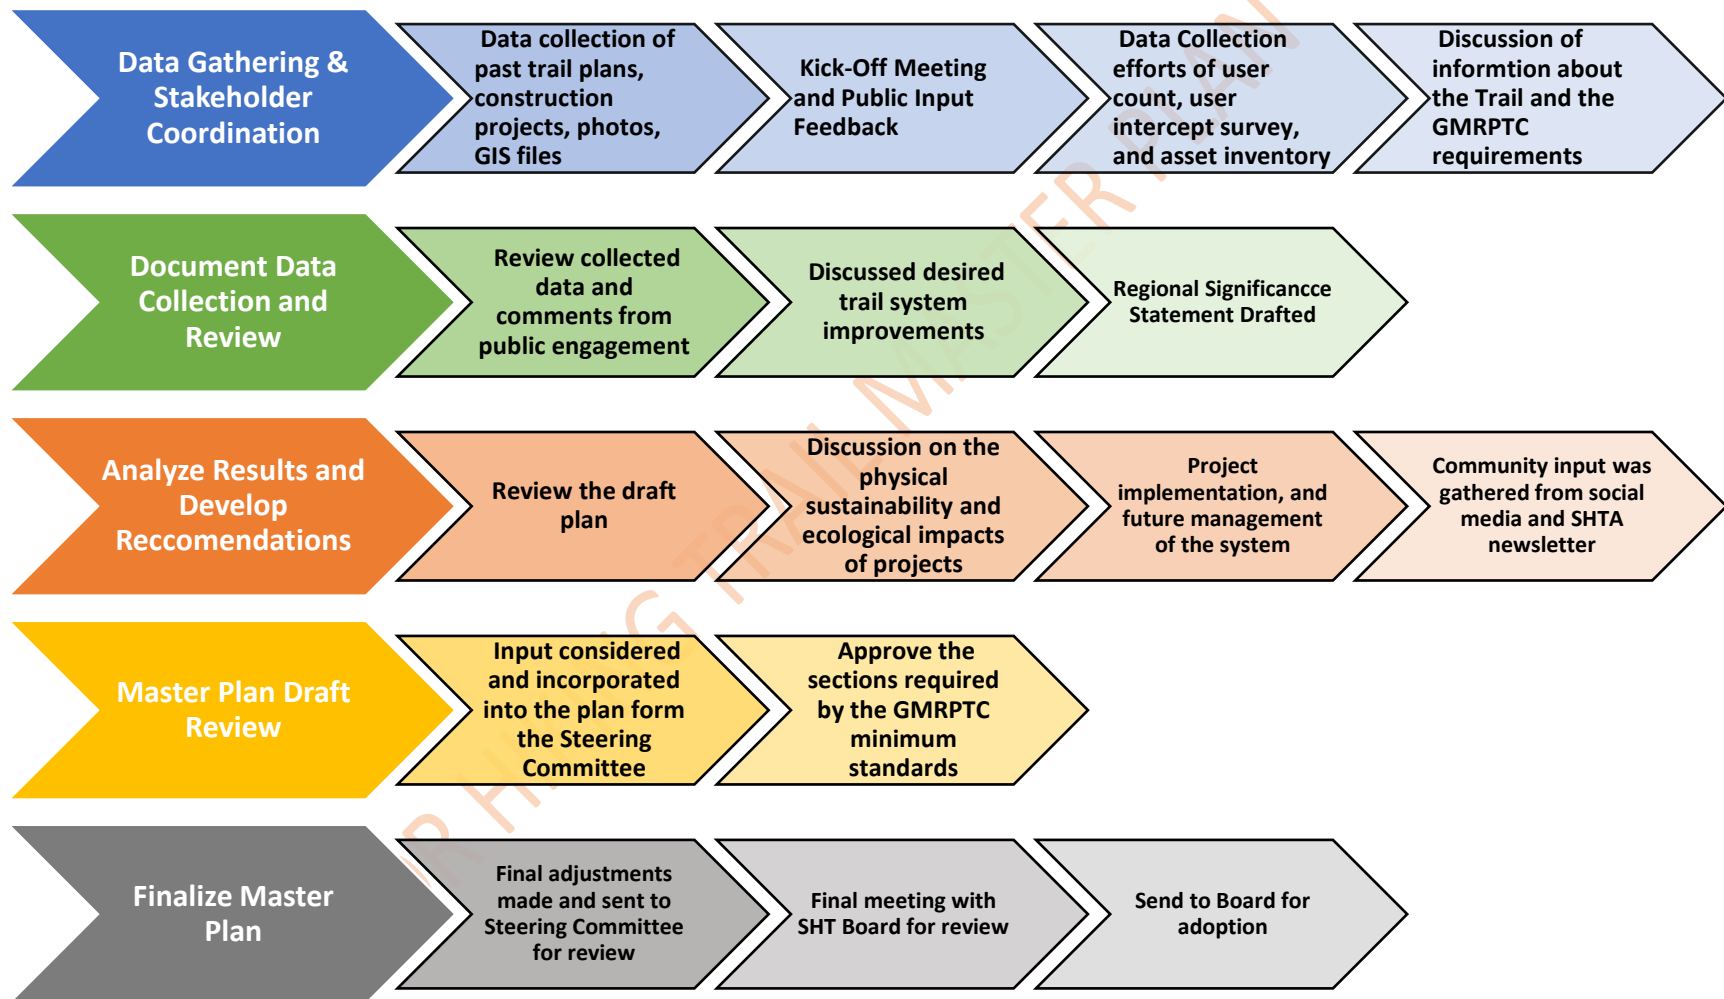 Data Gathering &
Stakeholder
Coordination
Data collection of
past trail plans,
construction
projects, photos,
GIS files
Kick-Off Meeting
and Public Input
Feedback
Data Collection
efforts of user
count, user
intercept survey,
and asset inventory
Discussion of
informtion about
the Trail and the
GMRPTC
requirements
Document Data
Collection and
Review
Review collected
data and
comments from
public engagement
Discussed desired
trail system
improvements
Regional Significancce
Statement Drafted
Analyze Results and
Develop
Reccomendations
Review the draft
plan
Discussion on the
physical
sustainability and
ecological impacts
of projects
Project
implementation, and
future management
of the system
Community input was
gathered from social
media and SHTA
newsletter
Master Plan Draft
Review
Input considered
and incorporated
into the plan form
the Steering
Committee
Approve the
sections required
by the GMRPTC
minimum
standards
Finalize Master
Plan
Final adjustments
made and sent to
Steering Committee
for review
Final meeting with
SHT Board for review
Send to Board for
adoption
HIKING TRAIL MASTER PLAN